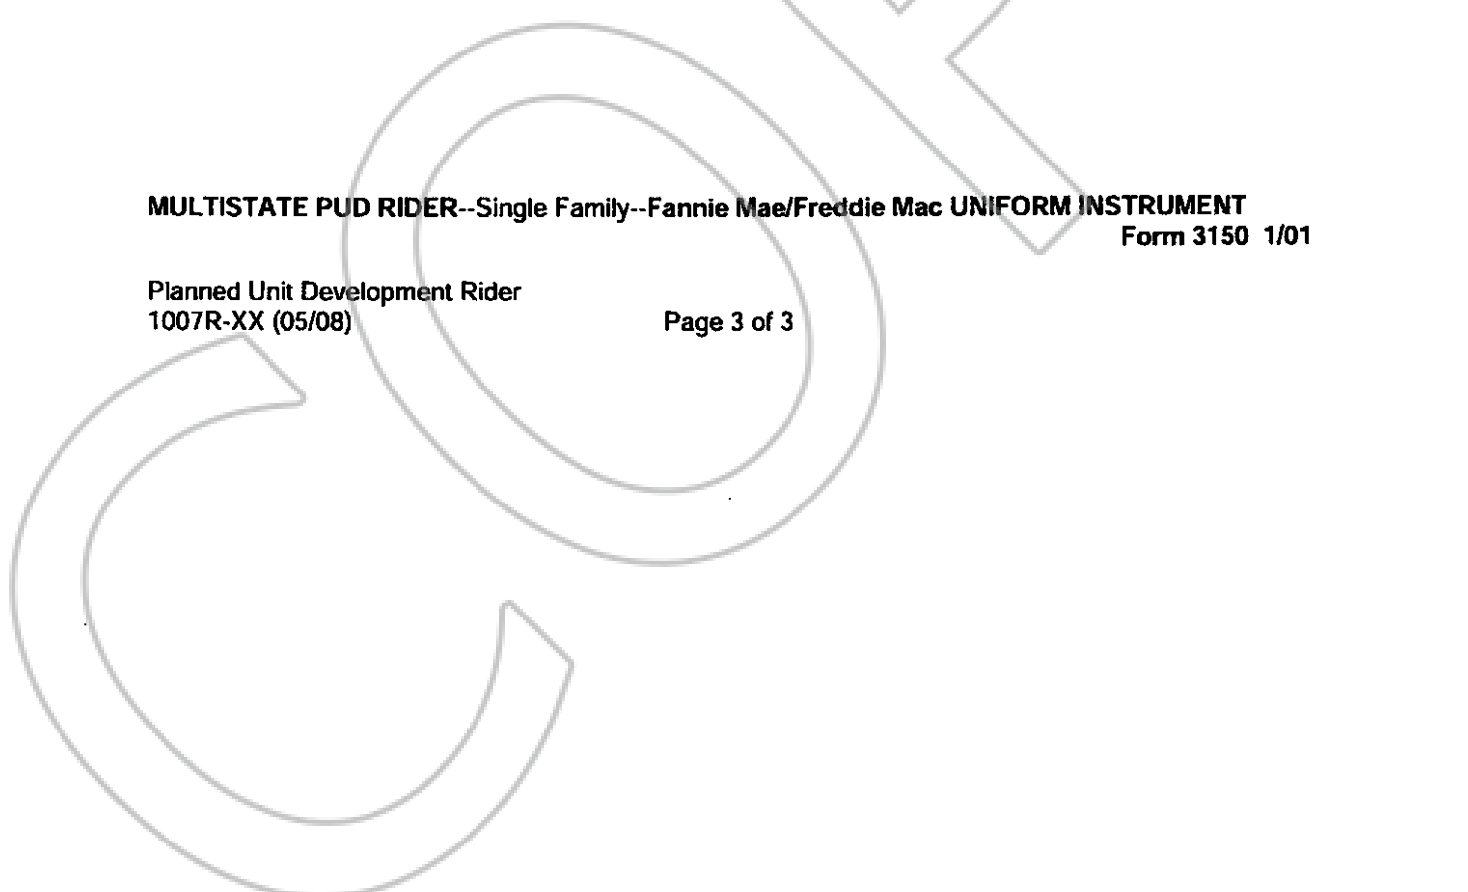 MULTISTATE PUD RIDER--Single Family--Fannie Mae/Freddie Mac UNIFORM INSTRUMENT
Form 3150 1/01
Planned Unit Development Rider
1007R-XX (05/08) Page 3 of 3